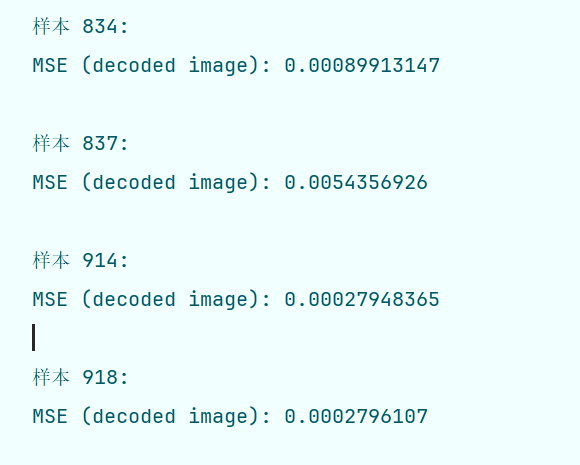 样本 834:
MSE (decoded image): 0.00089913147
样本 837:
MSE (decoded image): 0.0054356926
样本 914:
MSE (decoded image): 0.00027948365
样本 918:
MSE (decoded image): 0.0002796107